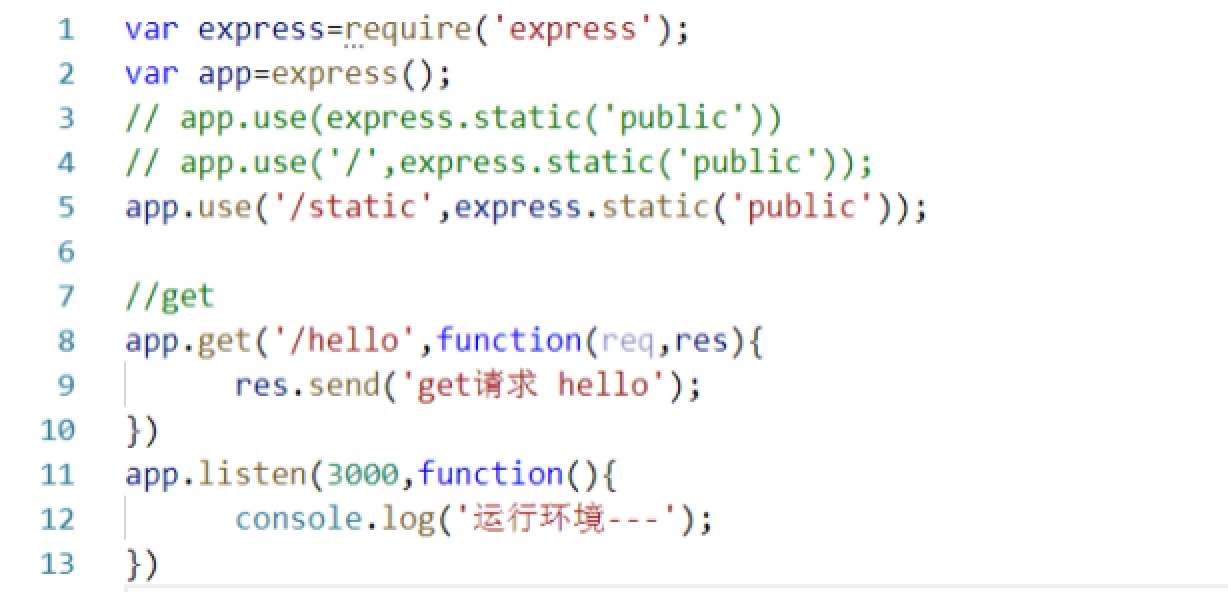 1 var express=require('express');
2 var app=express();
3 // app.use(express.static('public'))
4 // app.use('/',express.static('public'));
5 app.use('/static',express.static('public'));
6
7 //get
8 app.get('/hello',function(req,res){
9 res.send('get请求 hello');
10 })
11 app.listen(3000,function(){
12 console.log('运行环境---');
13 })